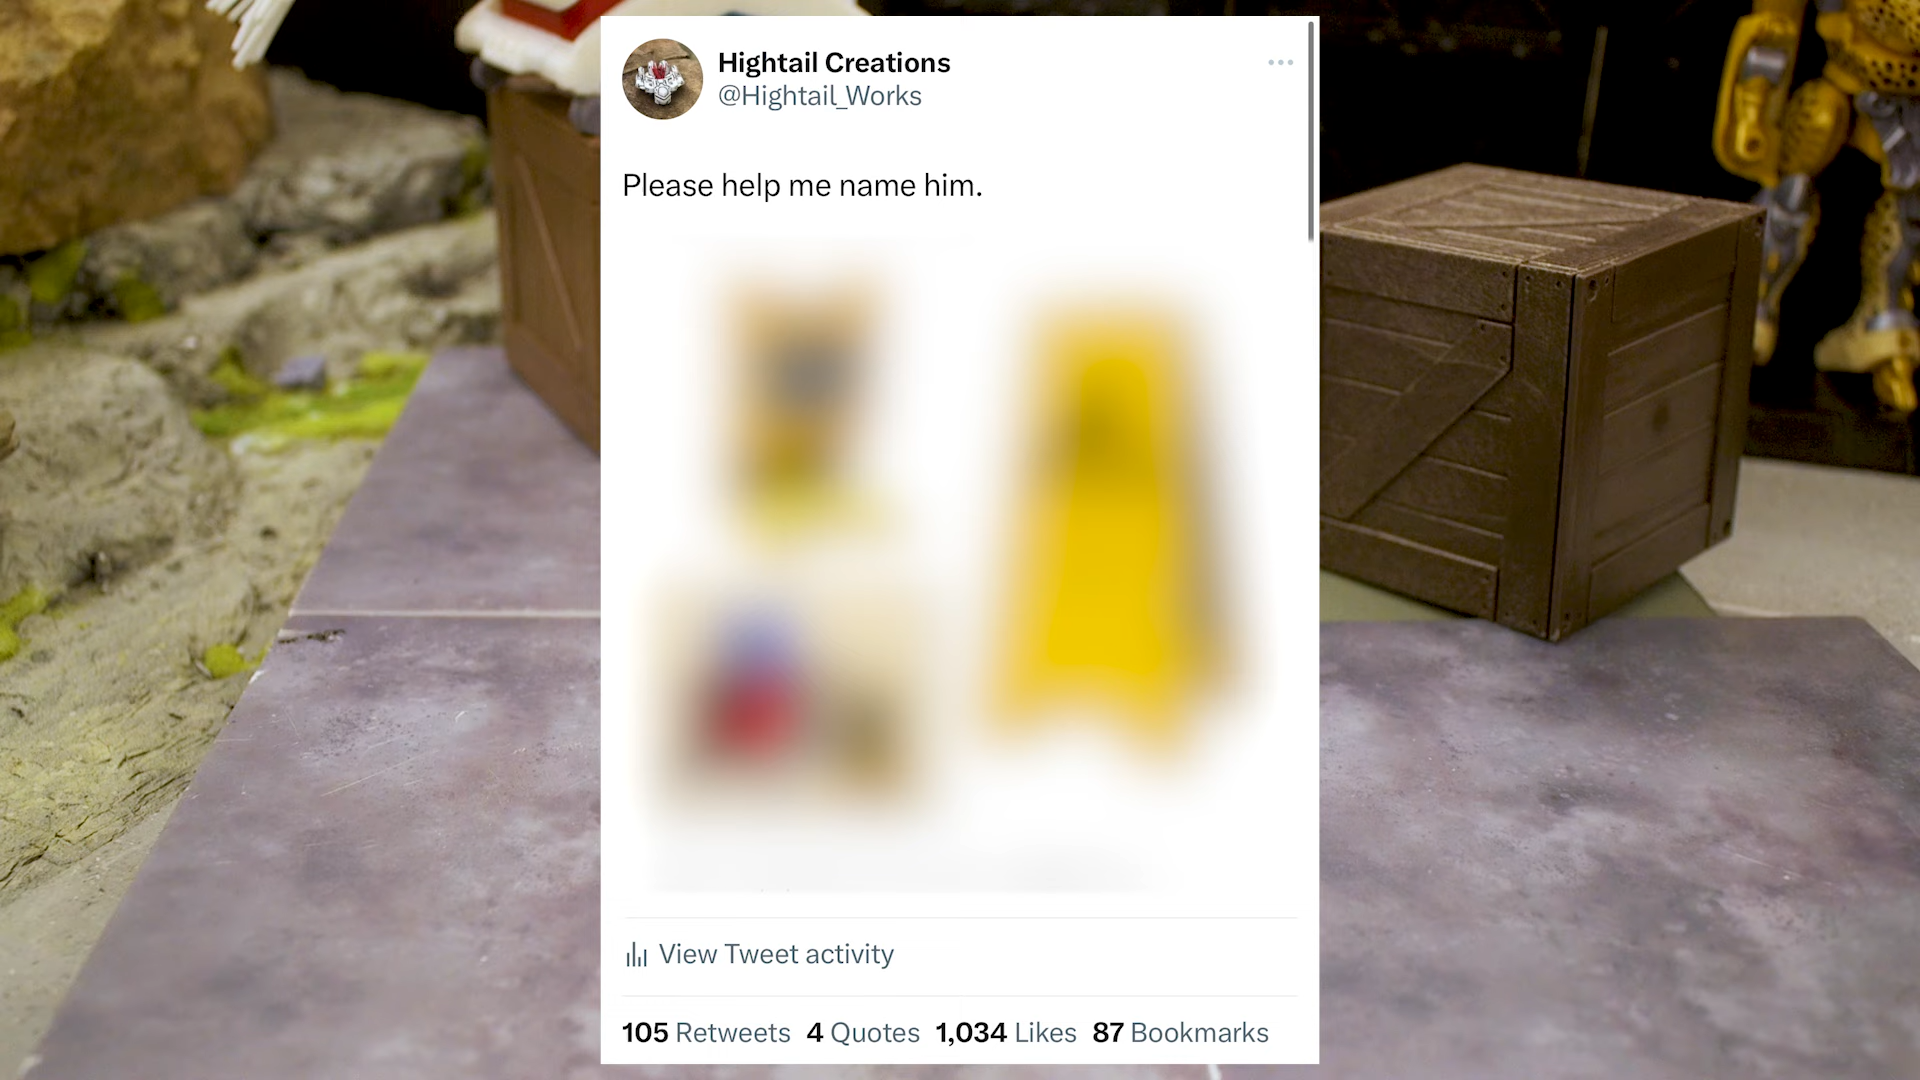 Hightail Creations
@Hightail_Works
Please help me name him.
View Tweet activity
105 Retweets 4 Quotes 1,034 Likes 87 Bookmarks